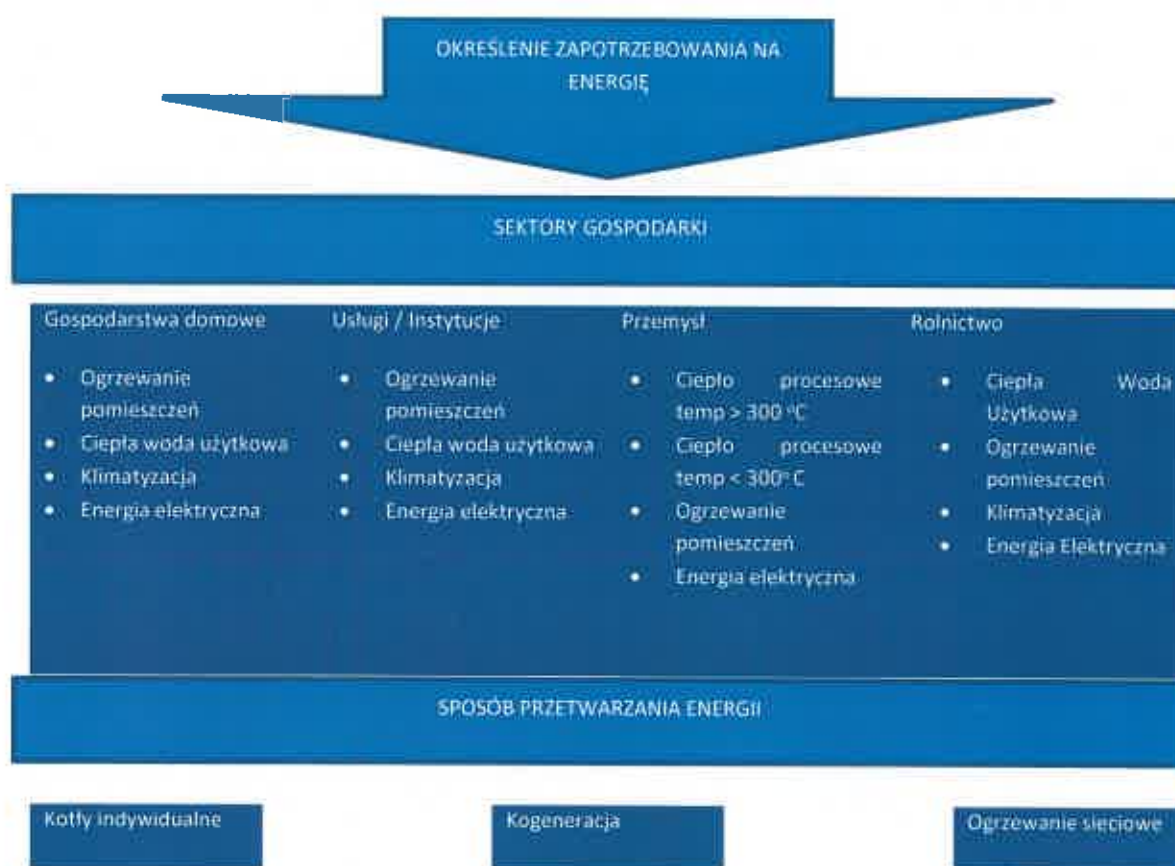 OKREŚLENIE ZAPOTRZEBOWANIA NA
ENERGIĘ
SEKTORY GOSPODARKI
Gospodarstwa domowe
• Ogrzewanie
pomieszczeń
• Ciepła woda użytkowa
• Klimatyzacja
• Energia elektryczna
Usługi / Instytucje
• Ogrzewanie
pomieszczeń
• Ciepła woda użytkowa
• Klimatyzacja
• Energia elektryczna
Przemysł
• Ciepło procesowe
temp > 300 °C
• Ciepło procesowe
temp < 300° C
• Ogrzewanie
pomieszczeń
• Energia elektryczna
Rolnictwo
• Ciepła Woda
Użytkowa
• Ogrzewanie
pomieszczeń
• Klimatyzacja
• Energia Elektryczna
SPOSÓB PRZETWARZANIA ENERGII
Kotły indywidualne
Kogeneracja
Ogrzewanie sieciowe